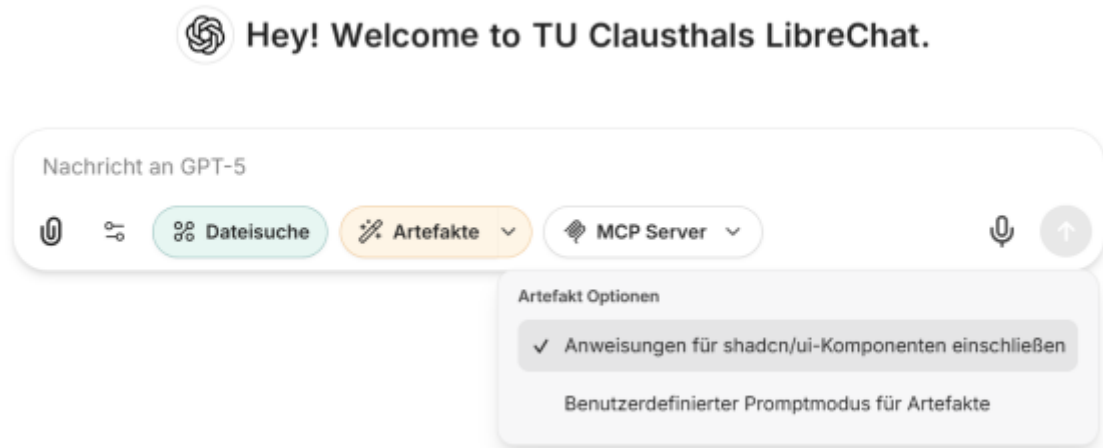 Hey! Welcome to TU Clausthals LibreChat.
Nachricht an GPT-5
Dateisuche Artefakte MCP Server
Artefakt Optionen
Anweisungen für shadcn/ui-Komponenten einschließen
Benutzerdefinierter Promptmodus für Artefakte